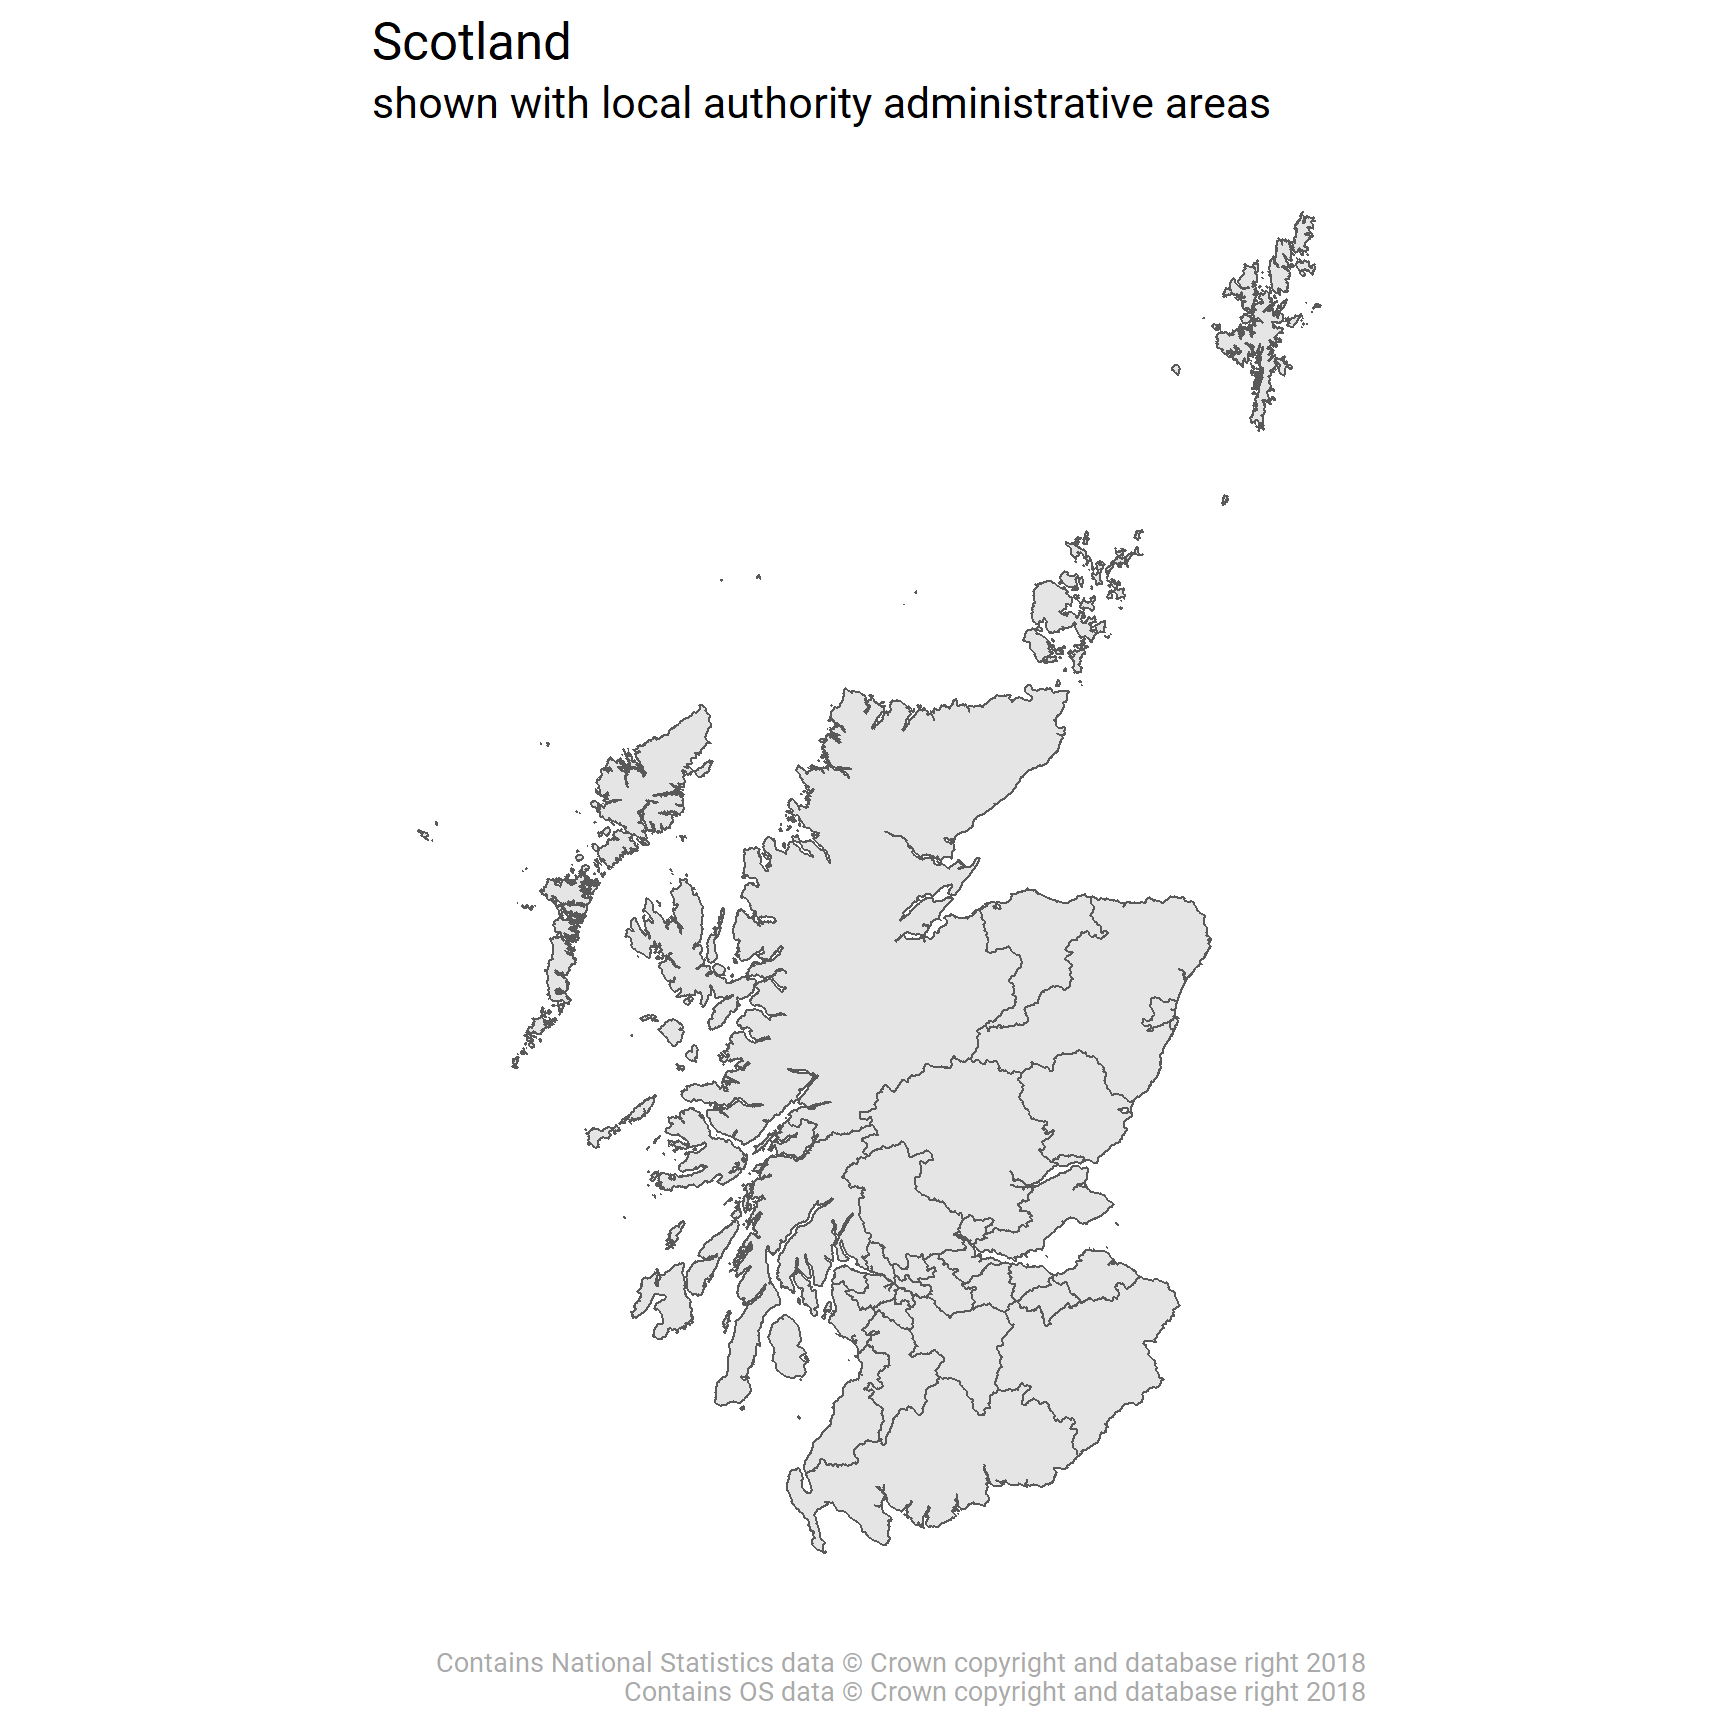 Scotland
shown with local authority administrative areas
Contains National Statistics data © Crown copyright and database right 2018
Contains OS data © Crown copyright and database right 2018